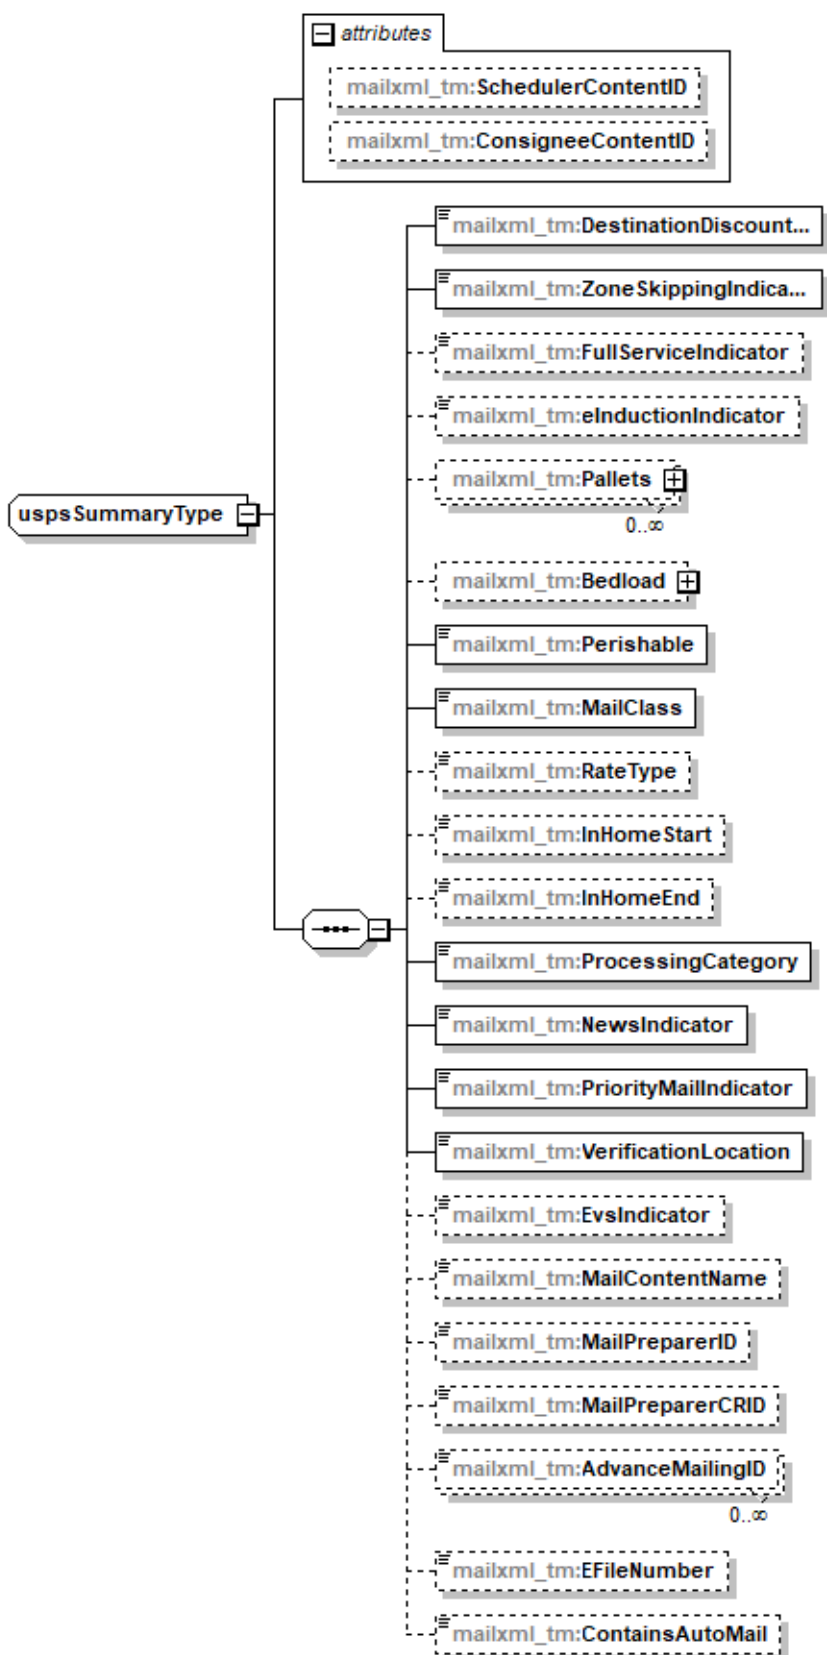 attributes
mailxml_tm:SchedulerContentID
mailxml_tm:ConsigneeContentID
mailxml_tm:DestinationDiscount...
mailxml_tm:ZoneSkippingIndica...
mailxml_tm:FullServiceIndicator
mailxml_tm:eInductionIndicator
mailxml_tm:Pallets
uspsSummaryType
0..∞
mailxml_tm:Bedload
mailxml_tm:Perishable
mailxml_tm:MailClass
mailxml_tm:RateType
mailxml_tm:InHomeStart
mailxml_tm:InHomeEnd
mailxml_tm:ProcessingCategory
mailxml_tm:NewsIndicator
mailxml_tm:PriorityMailIndicator
mailxml_tm:VerificationLocation
mailxml_tm:EvsIndicator
mailxml_tm:MailContentName
mailxml_tm:MailPreparerID
mailxml_tm:MailPreparerCRID
mailxml_tm:AdvanceMailingID
0..∞
mailxml_tm:EFileNumber
mailxml_tm:ContainsAutoMail